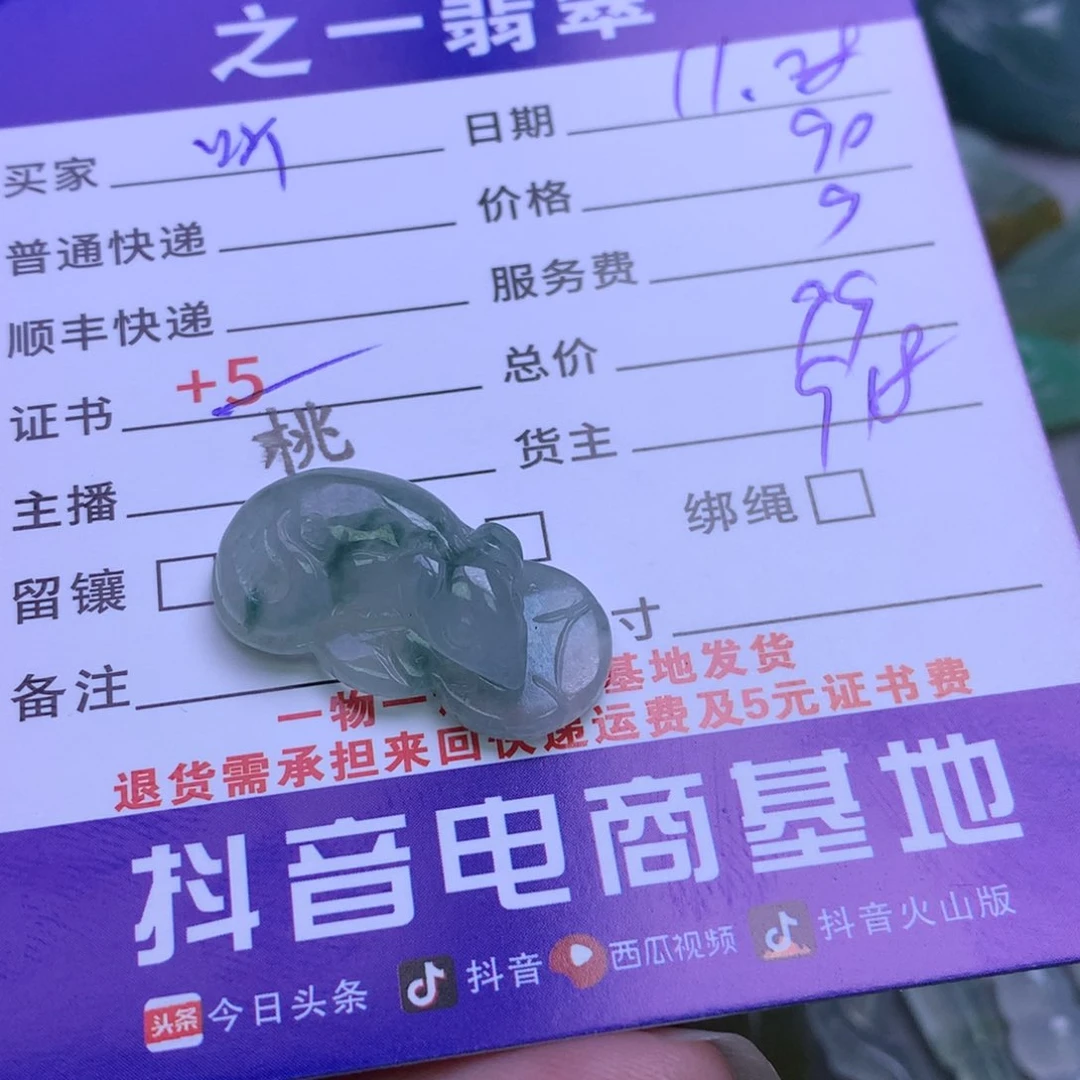 之一翡翠
买家 日期 11.28
普通快递 价格 90
顺丰快递 服务费 9
证书 +5 总价
主播 桃 货主
留镶 绑绳
寸
备注
一物一 基地发货
退货需承担来回快递运费及5元证书费
抖音电商基地
头条 今日头条 抖音 西瓜视频 抖音火山版